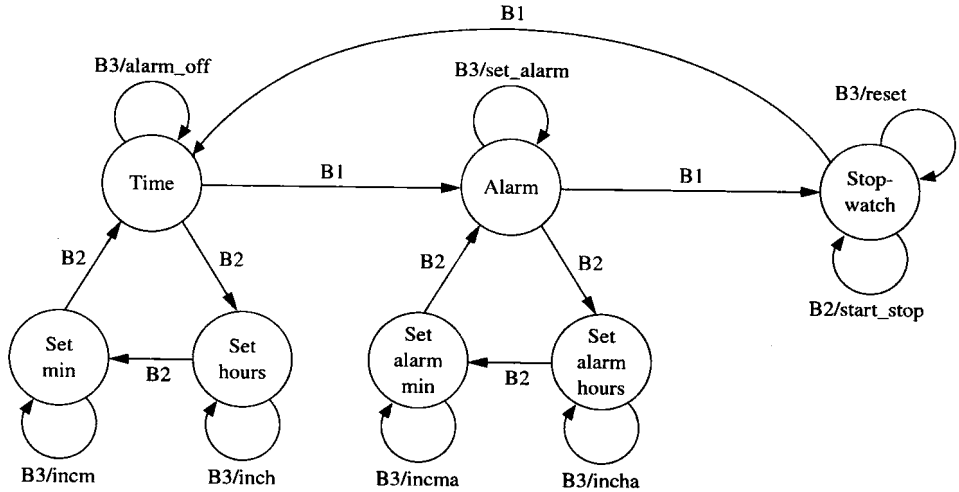 B1
B3/alarm_off
B3/set_alarm
B3/reset
Time
B1
Alarm
B1
Stop-
watch
B2
B2
B2
B2
B2/start_stop
Set
min
B2
Set
hours
Set
alarm
min
B2
Set
alarm
hours
B3/incm
B3/inch
B3/incma
B3/incha